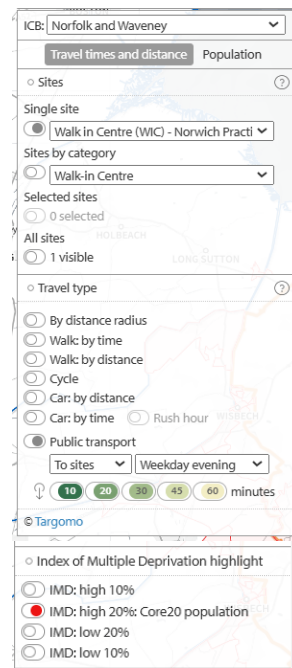 ICB: Norfolk and Waveney
Travel times and distance Population
Sites ?
Single site
Walk in Centre (WIC) - Norwich Practi
Sites by category
Walk-in Centre
Selected sites
0 selected
HOLBEACH
All sites
1 visible
LONG SUTTON
Travel type ?
By distance radius
Walk: by time
Walk: by distance
Cycle
Car: by distance
Car: by time Rush hour WISBECH
Public transport
To sites Weekday evening
10 20 30 45 60 minutes
© Targomo
Index of Multiple Deprivation highlight
IMD: high 10%
IMD: high 20%: Core20 population
IMD: low 20%
IMD: low 10%